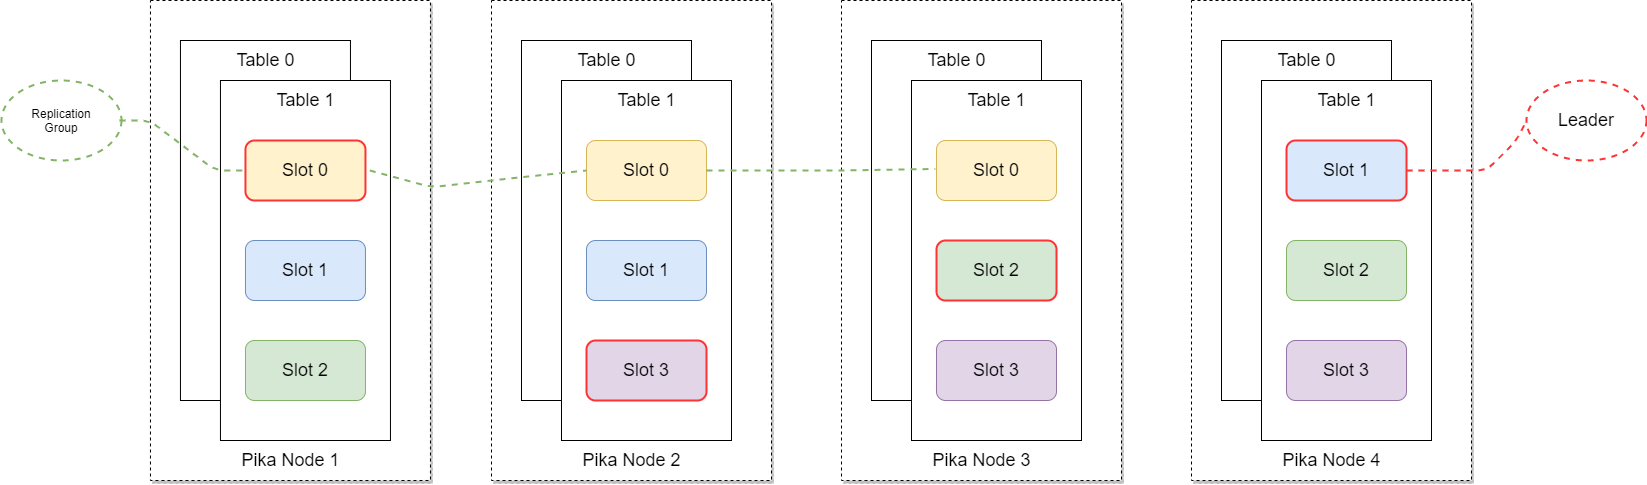 Replication
Group
Table 0
Table 1
Slot 0
Slot 1
Slot 2
Pika Node 1
Table 0
Table 1
Slot 0
Slot 1
Slot 3
Pika Node 2
Table 0
Table 1
Slot 0
Slot 2
Slot 3
Pika Node 3
Table 0
Table 1
Slot 1
Slot 2
Slot 3
Pika Node 4
Leader